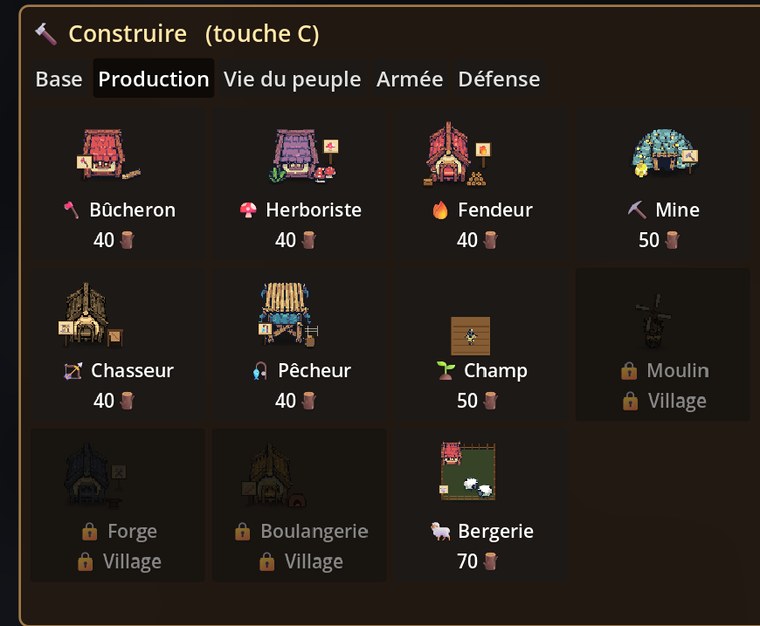 Construire (touche C)
Base Production Vie du peuple Armée Défense
Bûcheron Herboriste Fendeur Mine
40 40 40 50
Chasseur Pêcheur Champ Moulin
40 40 50 Village
Forge Boulangerie Bergerie
Village Village 70